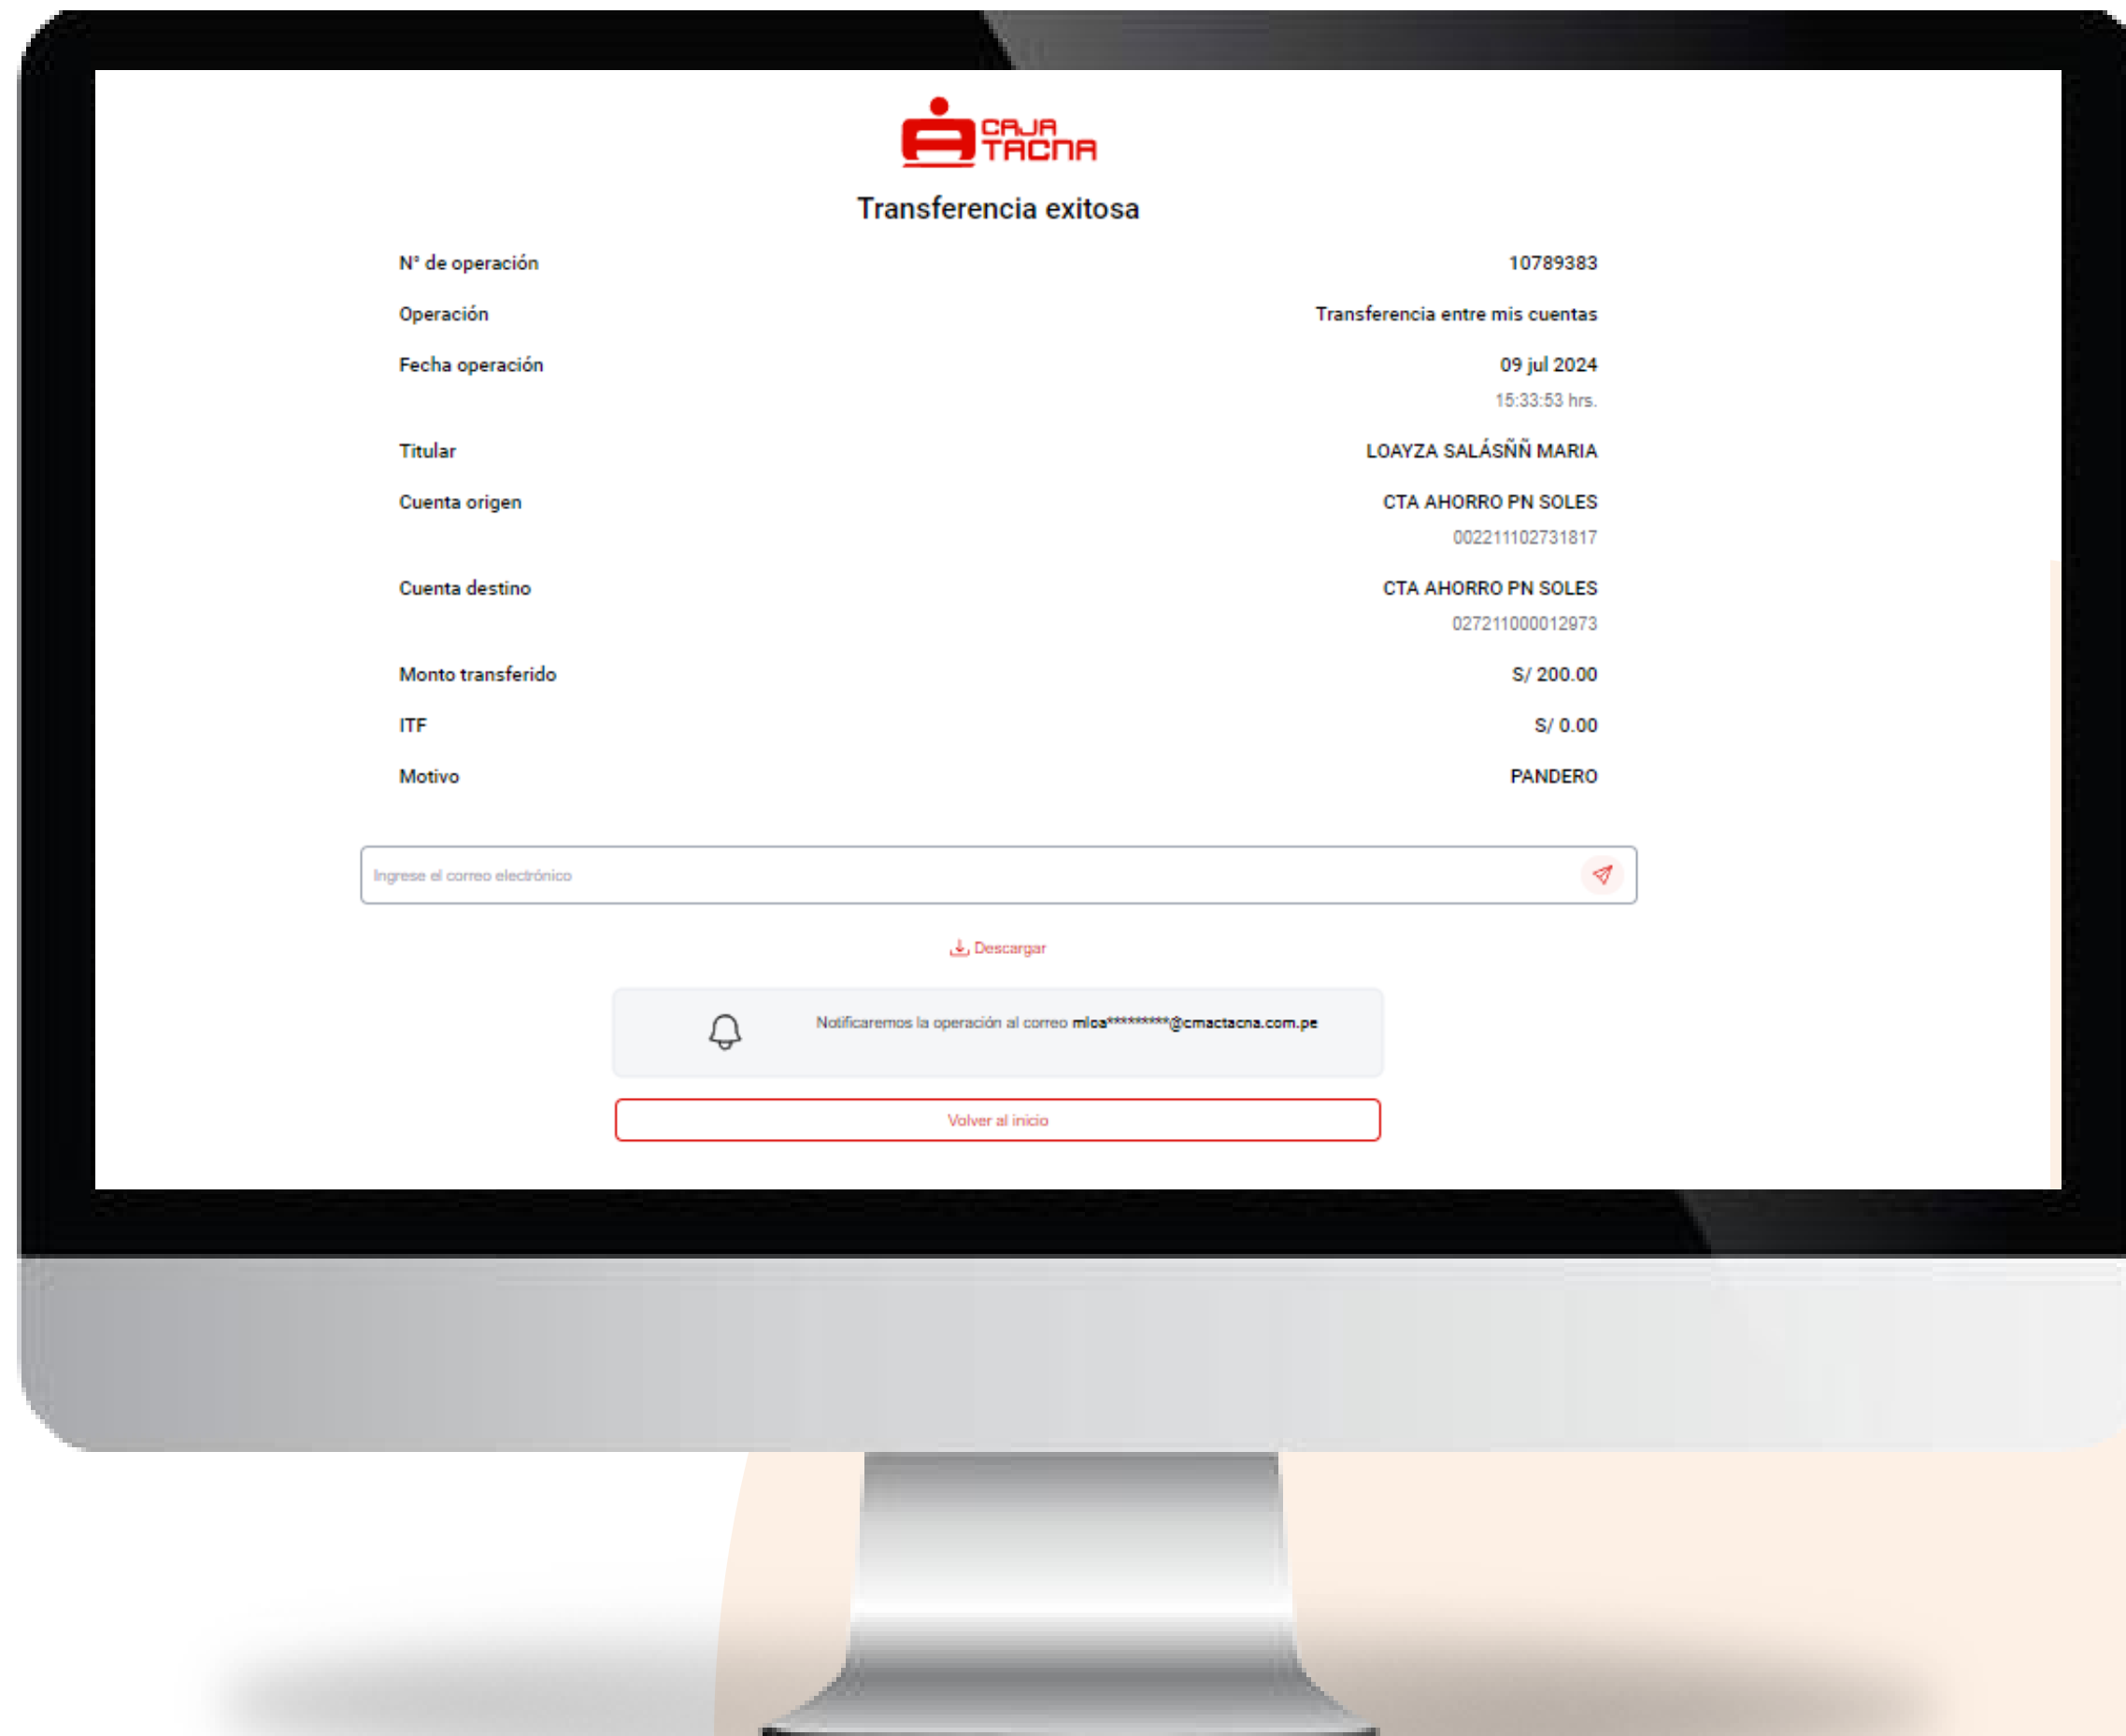 CAJA
TACNA
Transferencia exitosa
N° de operación 10789383
Operación Transferencia entre mis cuentas
Fecha operación 09 jul 2024
15:33:53 hrs.
Titular LOAYZA SALÁSÑÑ MARIA
Cuenta origen CTA AHORRO PN SOLES
002211102731817
Cuenta destino CTA AHORRO PN SOLES
027211000012973
Monto transferido S/ 200.00
ITF S/ 0.00
Motivo PANDERO
Ingrese el correo electrónico
Descargar
Notificaremos la operación al correo mloa*********@cmactacna.com.pe
Volver al inicio